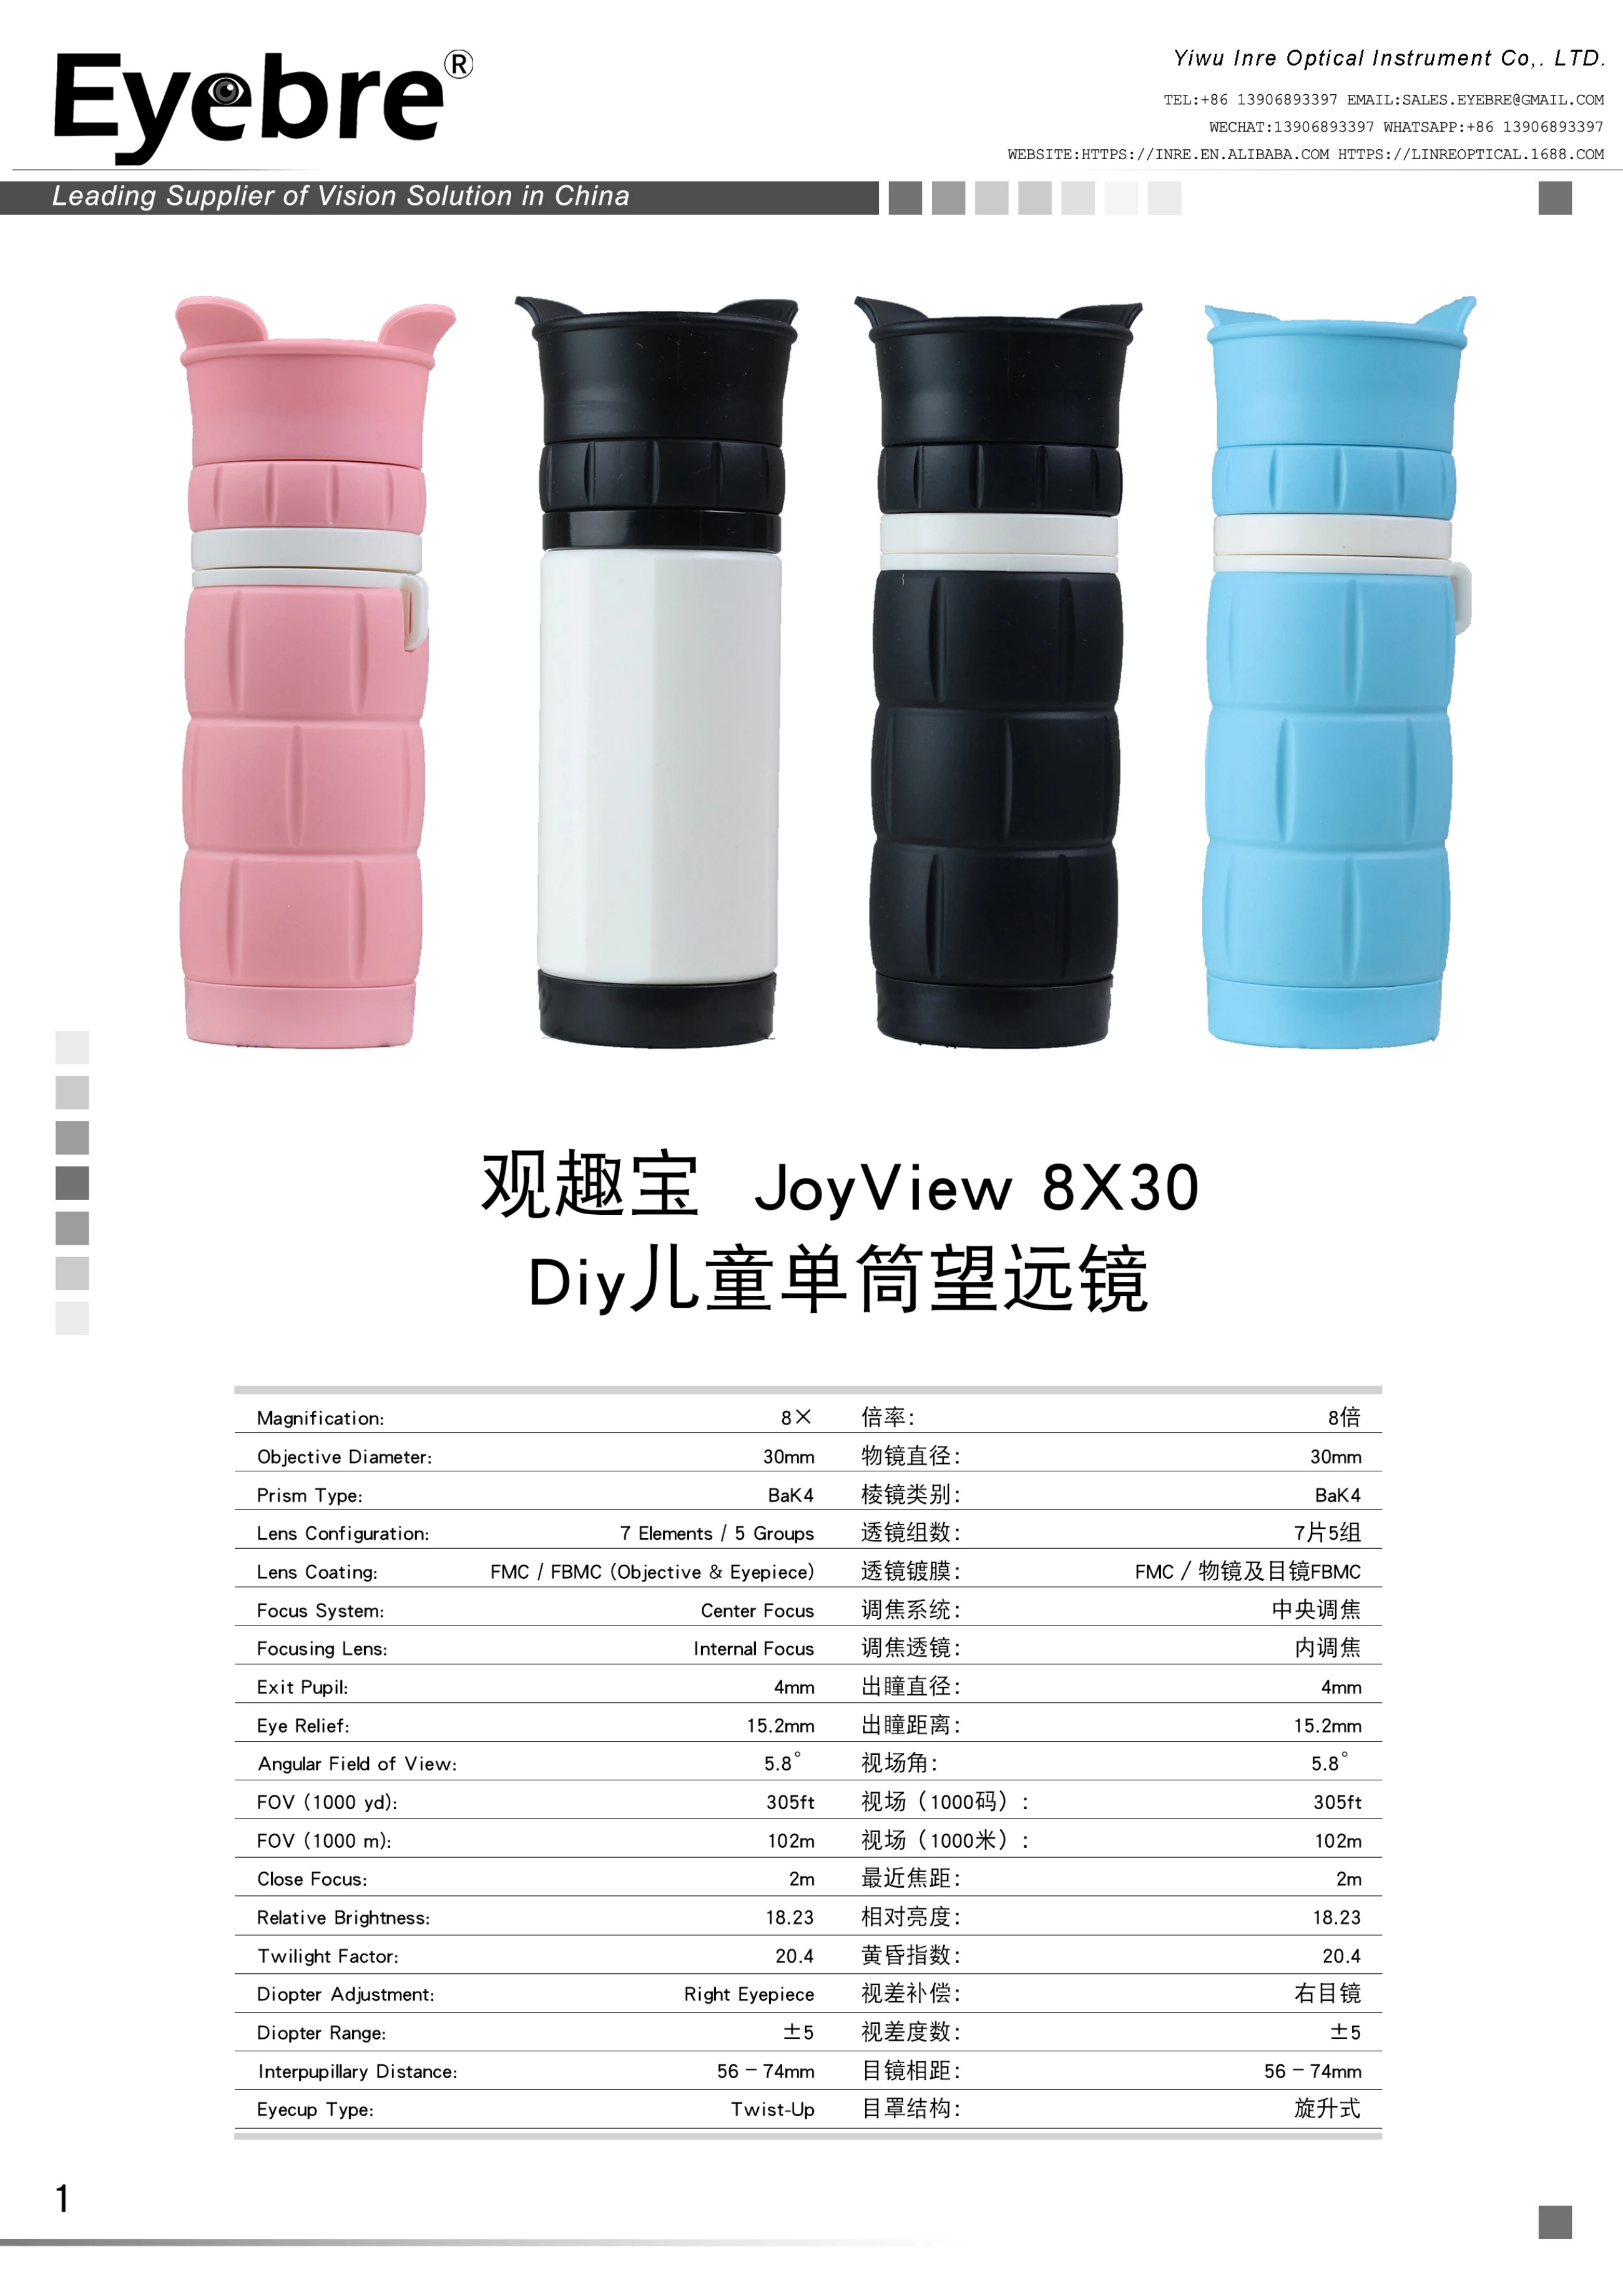 Eyebre®
Yiwu Inre Optical Instrument Co,. LTD.
TEL:+86 13906893397 EMAIL:SALES.EYEBRE@GMAIL.COM
WECHAT:13906893397 WHATSAPP:+86 13906893397
WEBSITE:HTTPS://INRE.EN.ALIBABA.COM HTTPS://LINREOPTICAL.1688.COM
Leading Supplier of Vision Solution in China
观趣宝 JoyView 8X30
Diy儿童单筒望远镜
Magnification: 8× 倍率: 8倍
Objective Diameter: 30mm 物镜直径: 30mm
Prism Type: BaK4 棱镜类别: BaK4
Lens Configuration: 7 Elements / 5 Groups 透镜组数: 7片5组
Lens Coating: FMC / FBMC (Objective & Eyepiece) 透镜镀膜: FMC / 物镜及目镜FBMC
Focus System: Center Focus 调焦系统: 中央调焦
Focusing Lens: Internal Focus 调焦透镜: 内调焦
Exit Pupil: 4mm 出瞳直径: 4mm
Eye Relief: 15.2mm 出瞳距离: 15.2mm
Angular Field of View: 5.8° 视场角: 5.8°
FOV (1000 yd): 305ft 视场（1000码）: 305ft
FOV (1000 m): 102m 视场（1000米）: 102m
Close Focus: 2m 最近焦距: 2m
Relative Brightness: 18.23 相对亮度: 18.23
Twilight Factor: 20.4 黄昏指数: 20.4
Diopter Adjustment: Right Eyepiece 视差补偿: 右目镜
Diopter Range: ±5 视差度数: ±5
Interpupillary Distance: 56 – 74mm 目镜相距: 56 – 74mm
Eyecup Type: Twist-Up 目罩结构: 旋升式
1